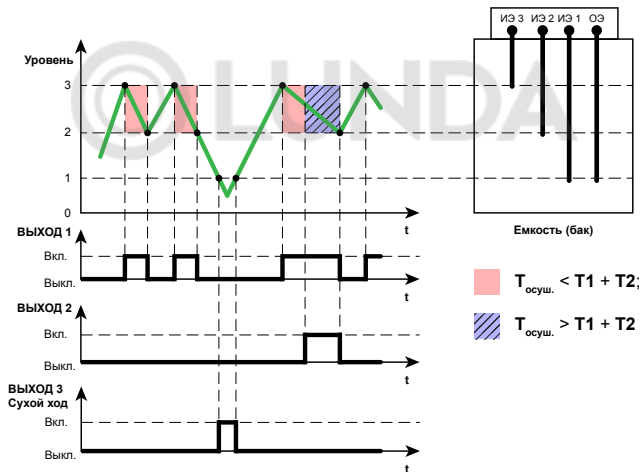 ИЭ 3 ИЭ 2 ИЭ 1 ОЭ
Уровень
3
2
1
0
t
LUNDA
Емкость (бак)
ВЫХОД 1
Вкл.
Выкл.
t
Tосуш. < T1 + T2;
Tосуш. > T1 + T2
ВЫХОД 2
Вкл.
Выкл.
t
ВЫХОД 3
Сухой ход
Вкл.
Выкл.
t